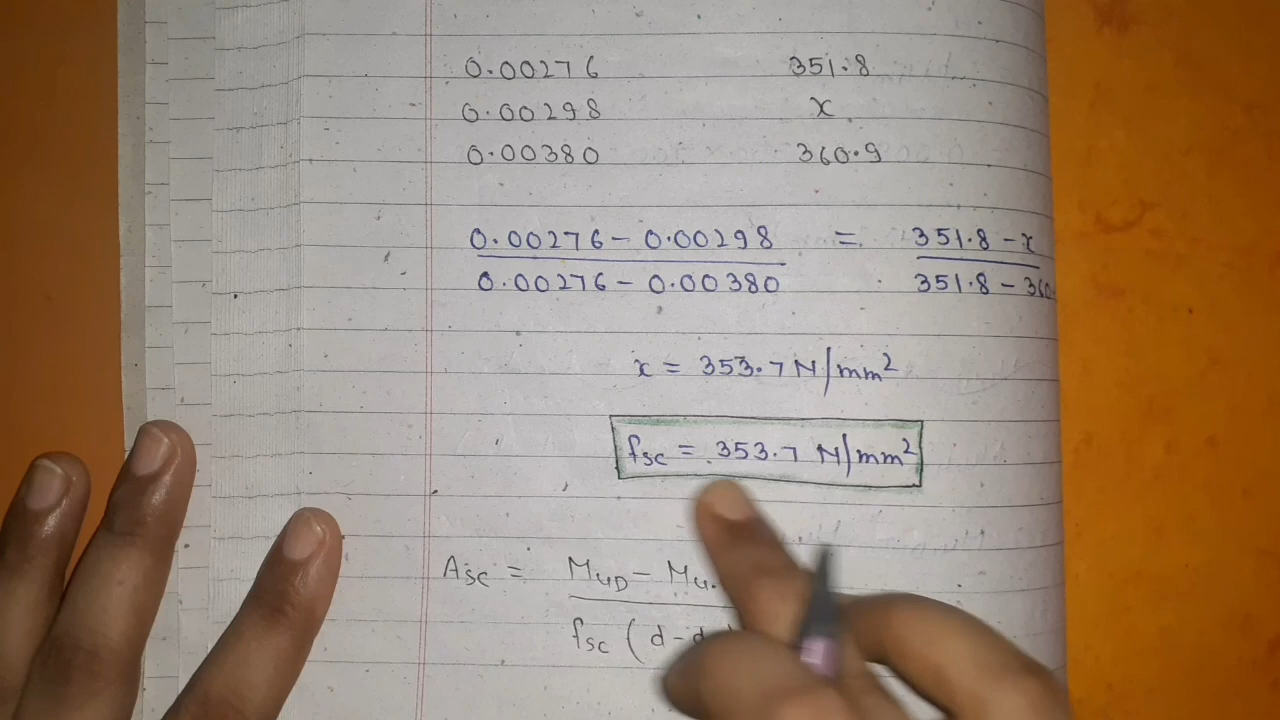 0.00276 351.8
0.00298 x
0.00380 360.9
0.00276 - 0.00298 = 351.8 - x
0.00276 - 0.00380 351.8 - 360
x = 353.7 N/mm²
fsc = 353.7 N/mm²
Asc = MuD - Mu
fsc (d - d